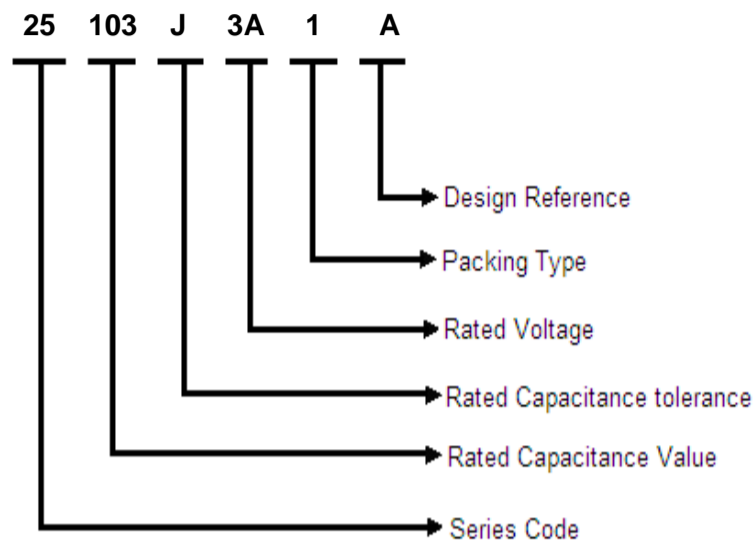 25 103 J 3A 1 A
Design Reference
Packing Type
Rated Voltage
Rated Capacitance tolerance
Rated Capacitance Value
Series Code